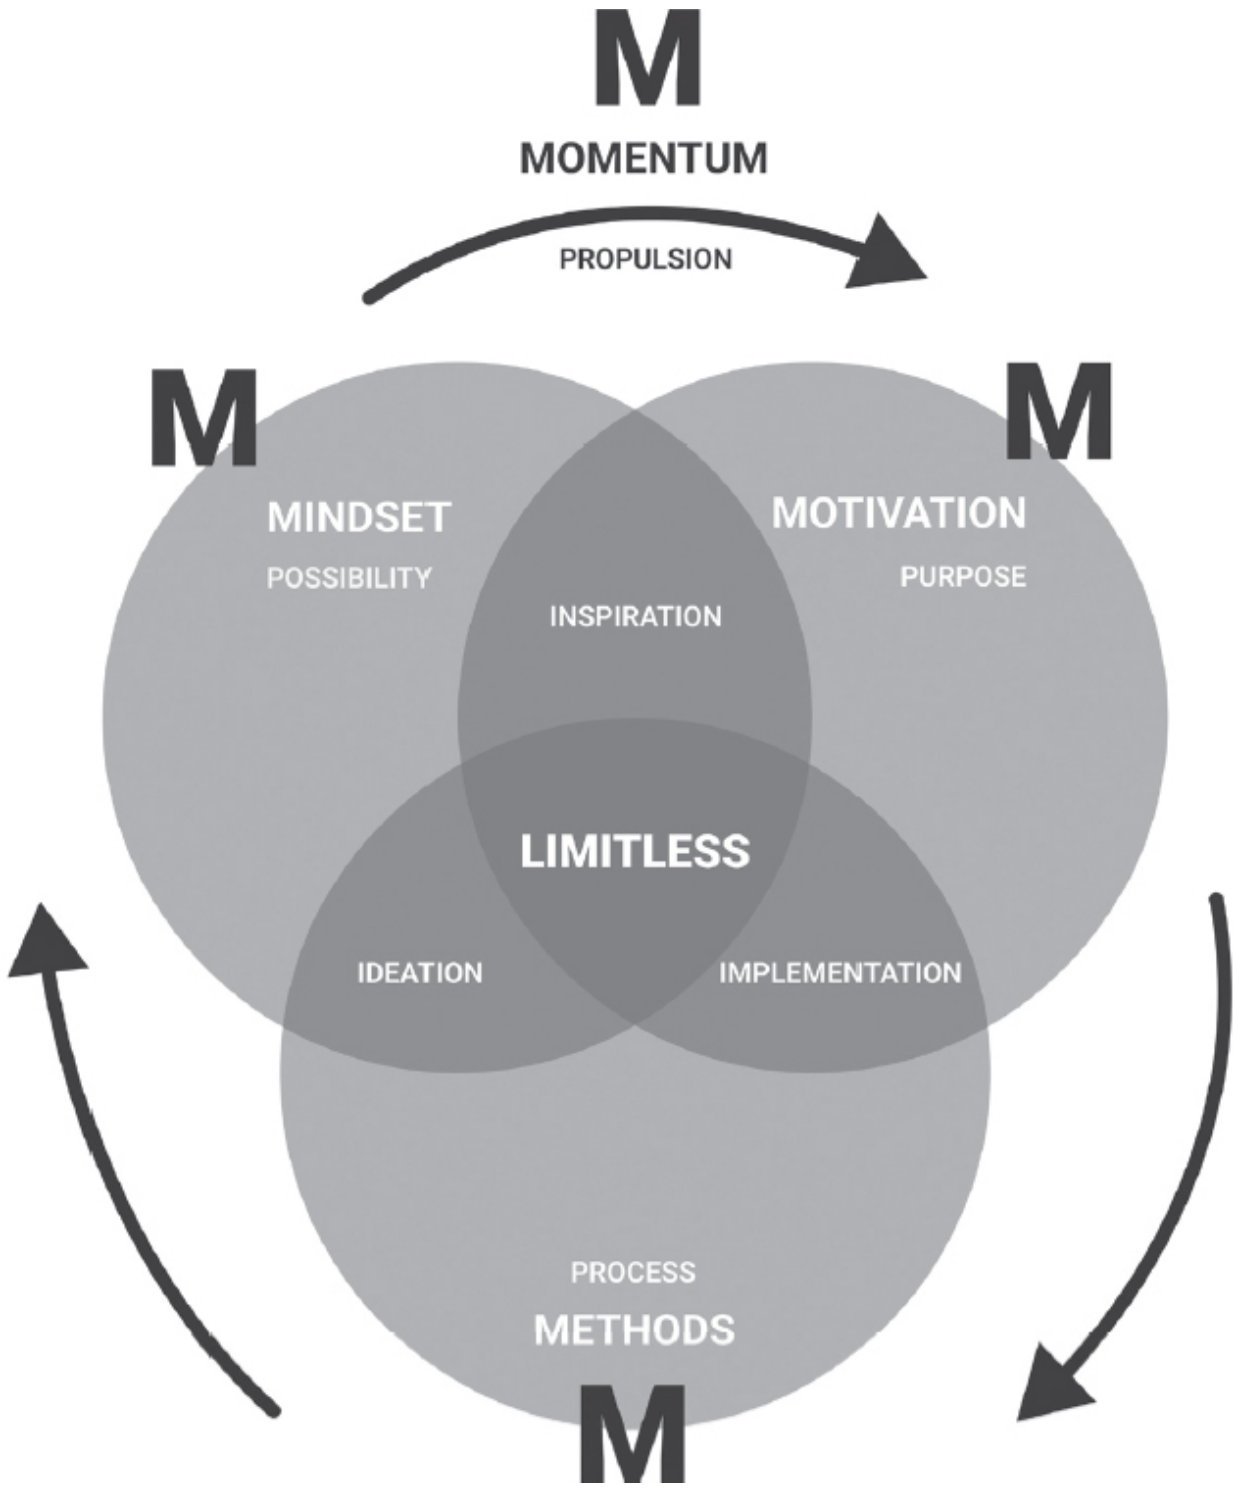 M
MOMENTUM
PROPULSION
M
M
MINDSET
MOTIVATION
POSSIBILITY
PURPOSE
INSPIRATION
LIMITLESS
IDEATION
IMPLEMENTATION
PROCESS
METHODS
M